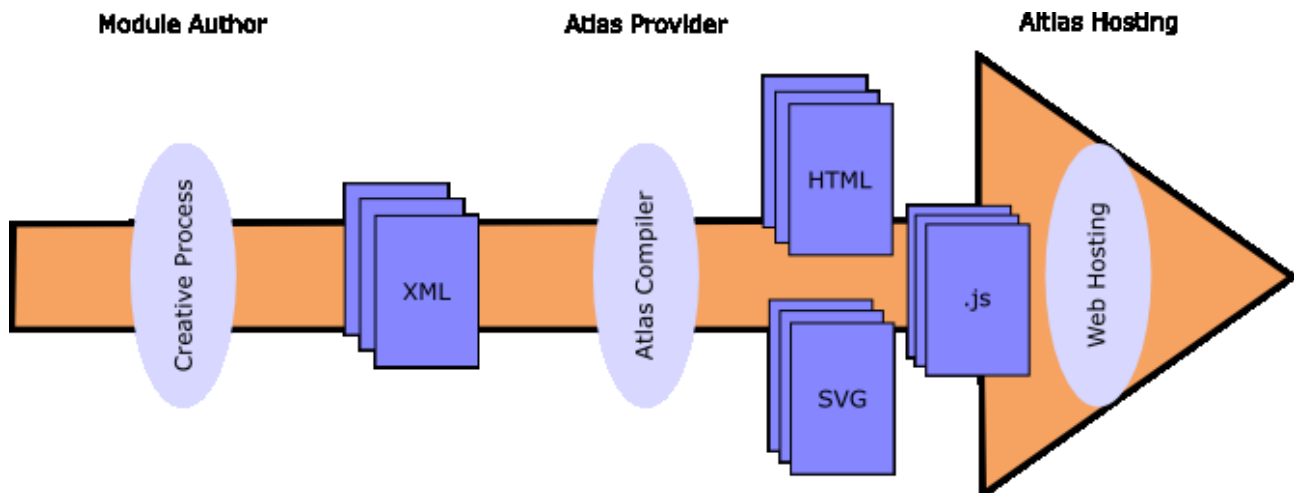 Module Author
Atlas Provider
Altlas Hosting
Creative Process
XML
Atlas Compiler
HTML
SVG
.js
Web Hosting